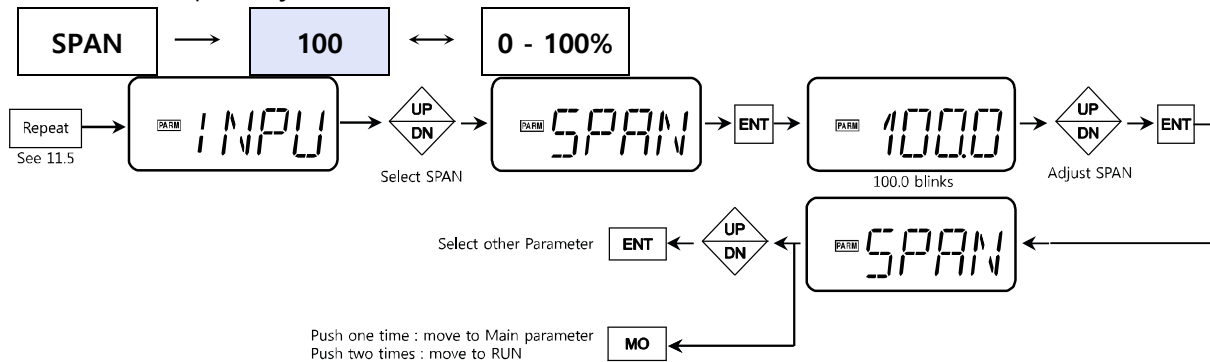 SPAN → 100 ↔ 0 - 100%
Repeat
See 11.5
PARM INPU
UP
DN
Select SPAN
PARM SPAN
ENT
PARM 100.0
100.0 blinks
UP
DN
Adjust SPAN
ENT
Select other Parameter
ENT
UP
DN
PARM SPAN
Push one time : move to Main parameter
Push two times : move to RUN
MO